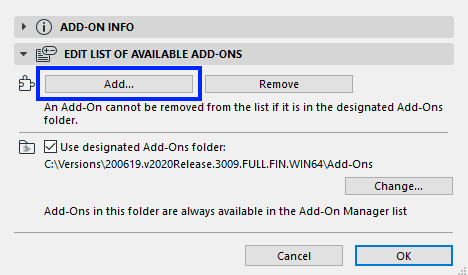 ADD-ON INFO
EDIT LIST OF AVAILABLE ADD-ONS
Add... Remove
An Add-On cannot be removed from the list if it is in the designated Add-Ons
folder.
Use designated Add-Ons folder:
C:\Versions\200619.v2020Release.3009.FULL.FIN.WIN64\Add-Ons
Change...
Add-Ons in this folder are always available in the Add-On Manager list
Cancel OK